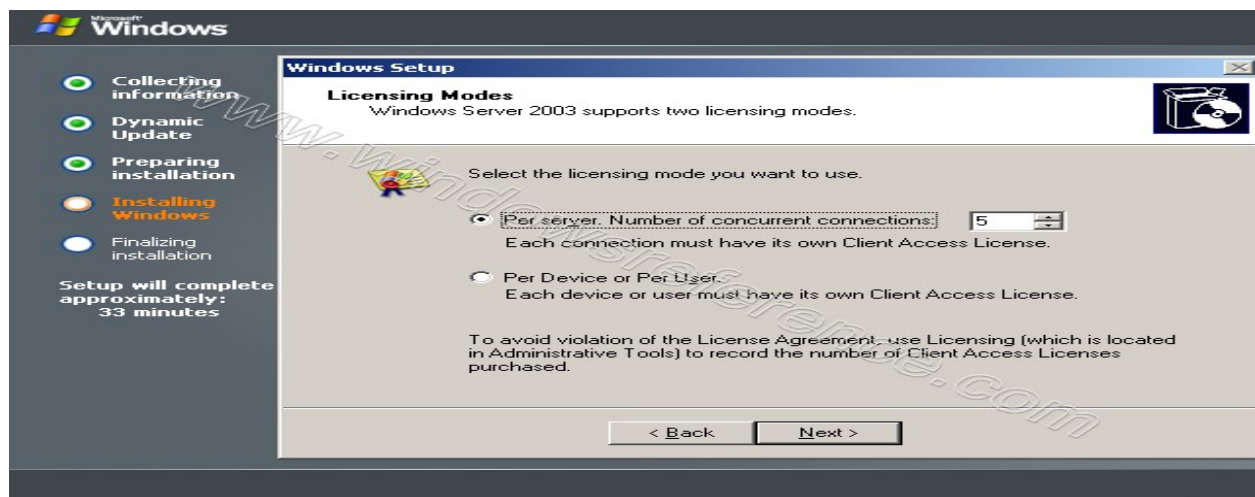 Microsoft
Windows
Collecting
information
Dynamic
Update
Preparing
installation
Installing
Windows
Finalizing
installation
Setup will complete
approximately:
33 minutes
Windows Setup
Licensing Modes
Windows Server 2003 supports two licensing modes.
Select the licensing mode you want to use.
Per server. Number of concurrent connections: 5
Each connection must have its own Client Access License.
Per Device or Per User.
Each device or user must have its own Client Access License.
To avoid violation of the License Agreement, use Licensing (which is located
in Administrative Tools) to record the number of Client Access Licenses
purchased.
< Back Next >
www.windowsreference.com